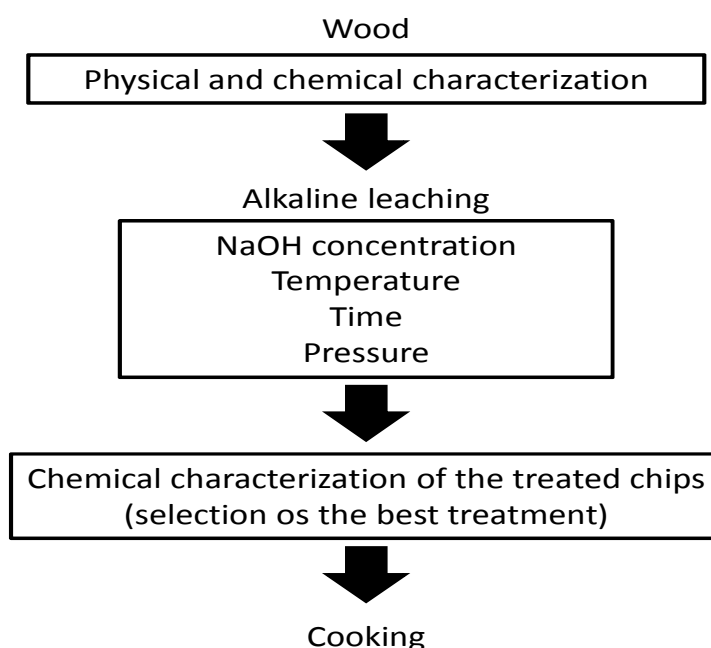 Wood
Physical and chemical characterization
Alkaline leaching
NaOH concentration
Temperature
Time
Pressure
Chemical characterization of the treated chips
(selection os the best treatment)
Cooking